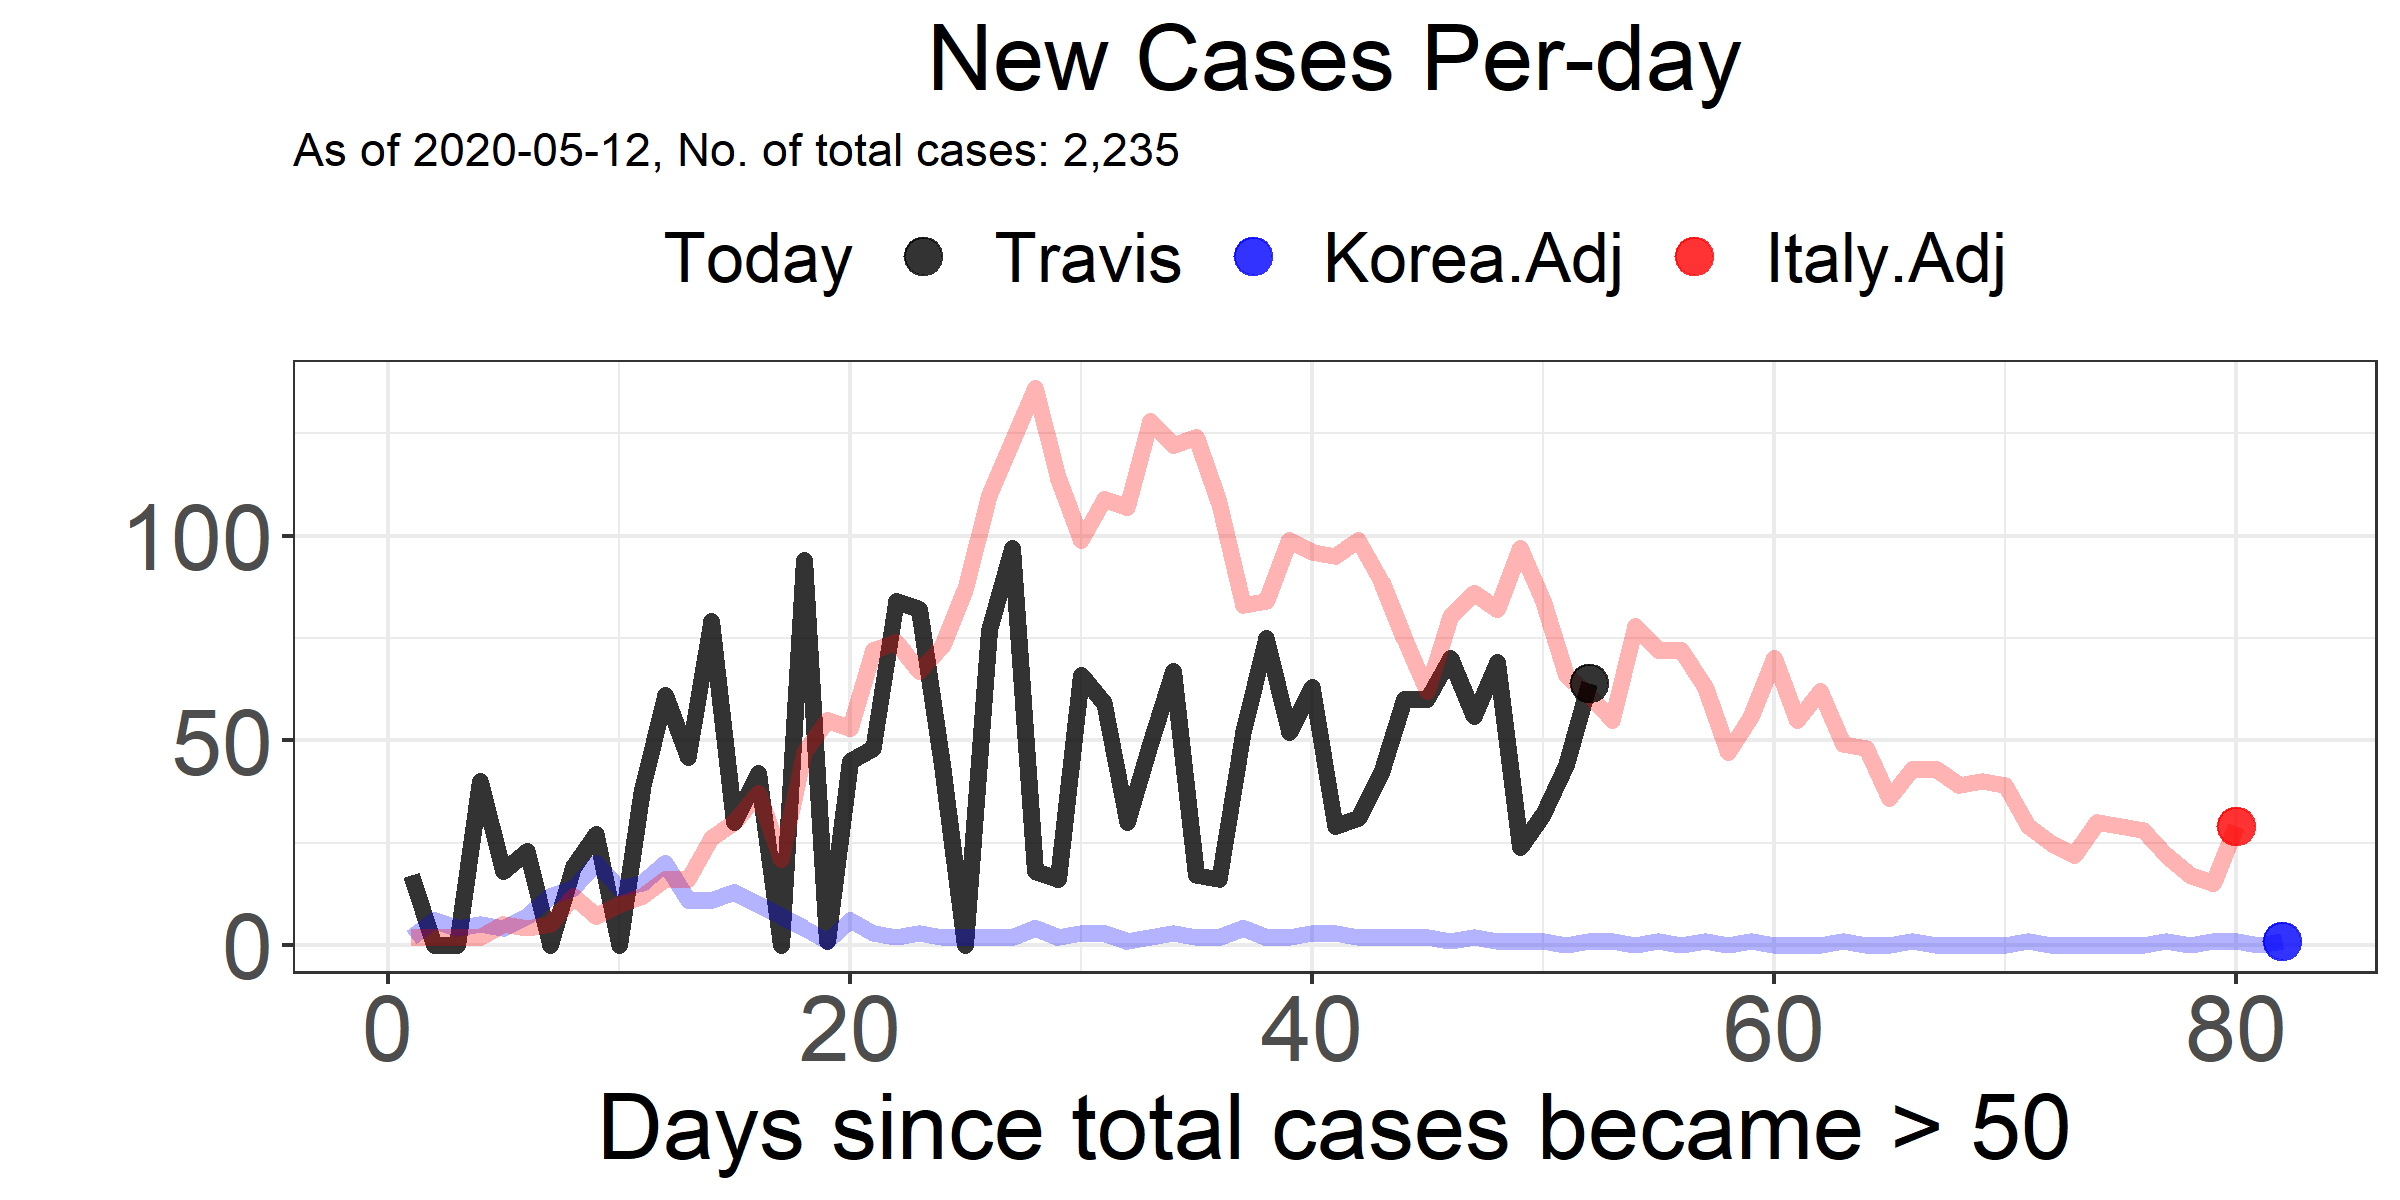 New Cases Per-day
As of 2020-05-12, No. of total cases: 2,235
Today Travis Korea.Adj Italy.Adj
100
50
0
0 20 40 60 80
Days since total cases became > 50